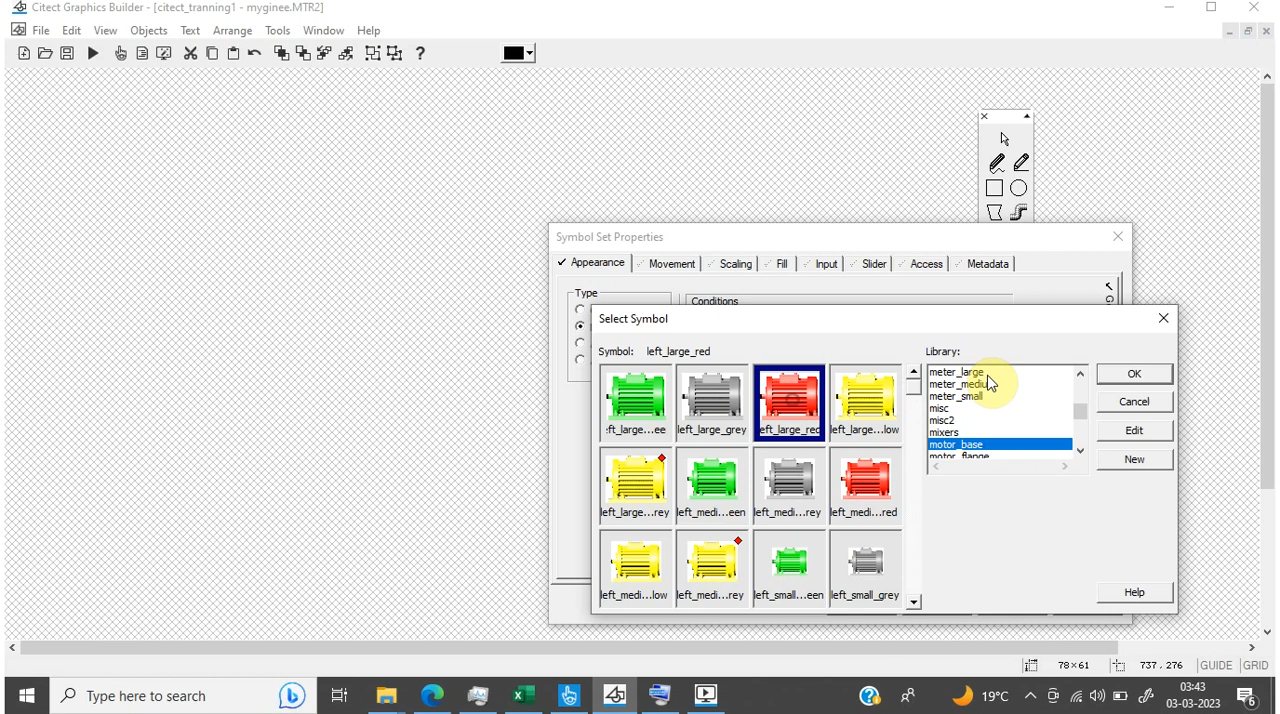 Citect Graphics Builder - [citect_tranning1 - myginee.MTR2]
File Edit View Objects Text Arrange Tools Window Help
Symbol Set Properties
Appearance Movement Scaling Fill Input Slider Access Metadata
Type
Conditions
Select Symbol
Symbol: left_large_red
Library:
left_large...ee left_large_grey left_large_red left_large...low
left_large...rey left_medi...een left_medi...rey left_medi...red
left_medi...low left_medi...rey left_small...een left_small_grey
meter_large
meter_mediu
meter_small
misc
misc2
mixers
motor_base
motor_flange
OK
Cancel
Edit
New
Help
78×61
737, 276
GUIDE
GRID
Type here to search
19°C
03:43
03-03-2023
6